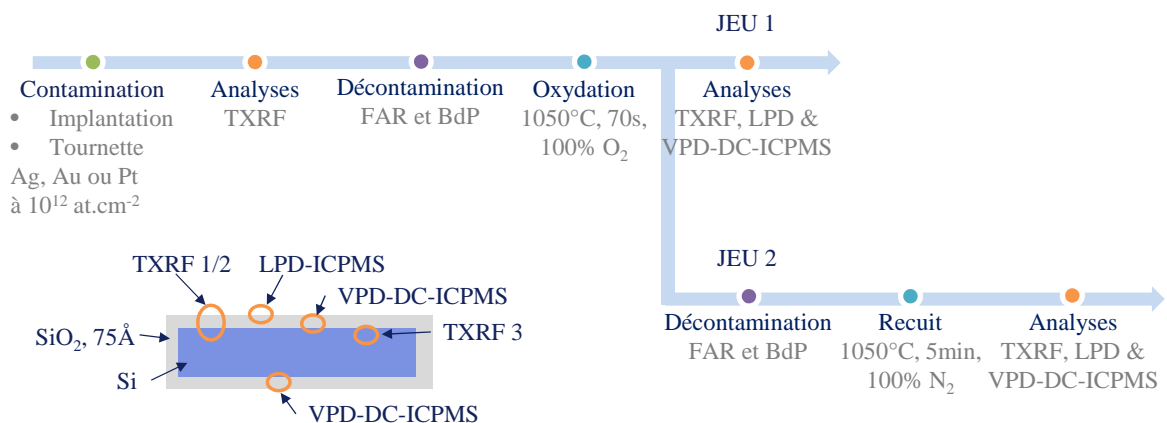 JEU 1
Contamination
• Implantation
• Tournette
Ag, Au ou Pt
à 10¹² at.cm⁻²
Analyses
TXRF
Décontamination
FAR et BdP
Oxydation
1050°C, 70s,
100% O₂
Analyses
TXRF, LPD &
VPD-DC-ICPMS
JEU 2
Décontamination
FAR et BdP
Recuit
1050°C, 5min,
100% N₂
Analyses
TXRF, LPD &
VPD-DC-ICPMS
TXRF 1/2
LPD-ICPMS
VPD-DC-ICPMS
TXRF 3
SiO₂, 75Å
Si
VPD-DC-ICPMS